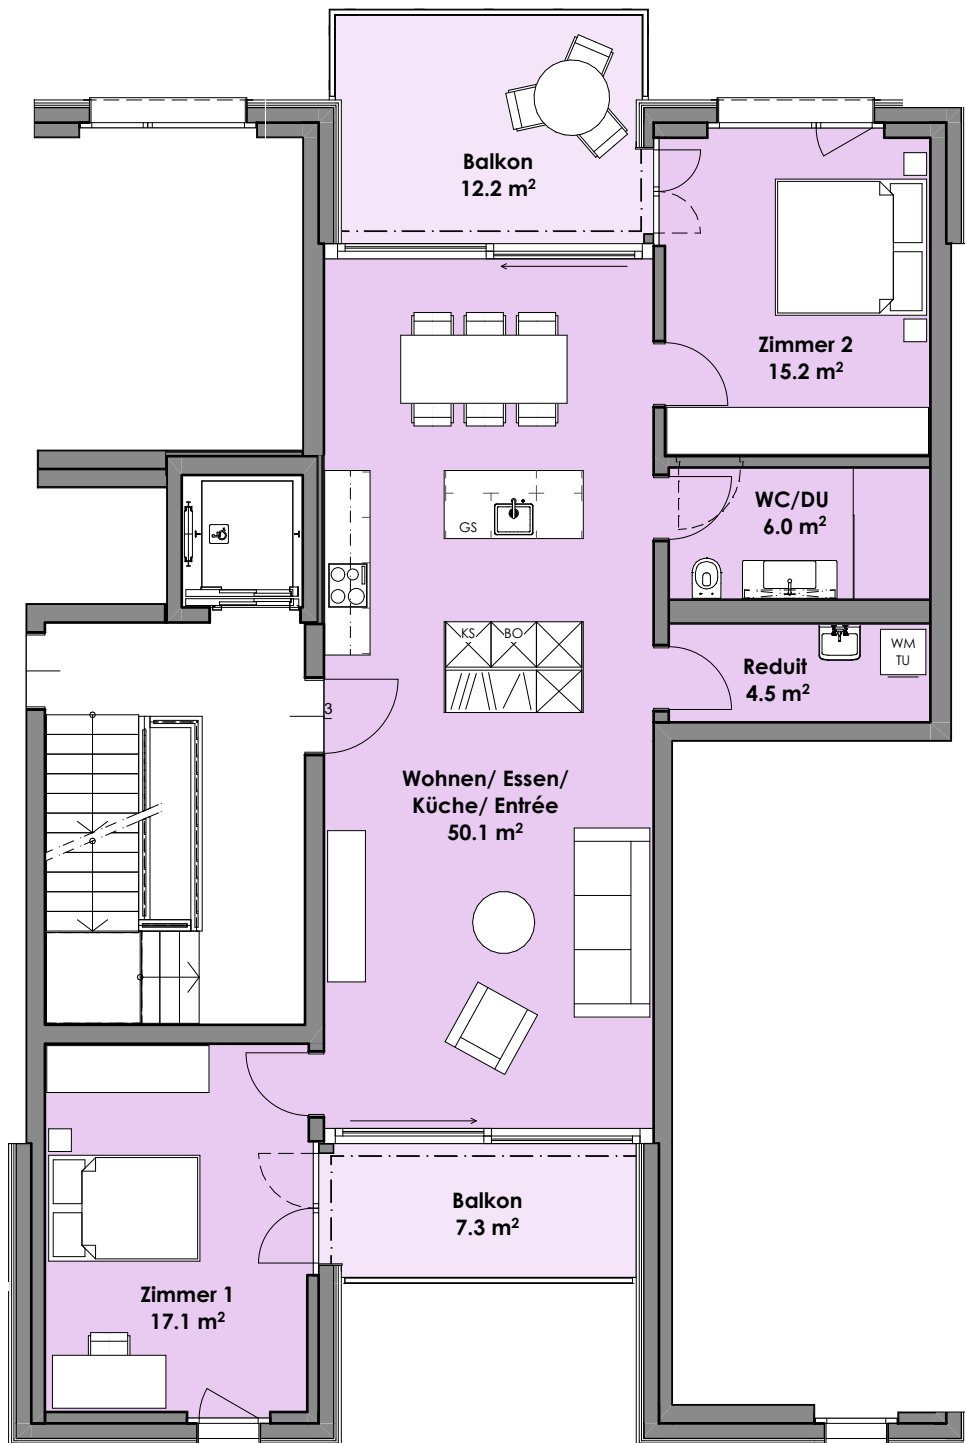 Balkon
12.2 m²
Zimmer 2
15.2 m²
WC/DU
6.0 m²
GS
KS
BO
WM
TU
Reduit
4.5 m²
3
Wohnen/ Essen/
Küche/ Entrée
50.1 m²
Balkon
7.3 m²
Zimmer 1
17.1 m²